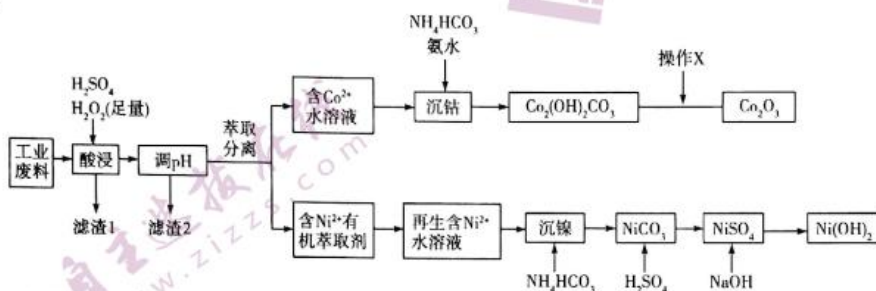 NH₄HCO₃
氨水
操作X
H₂SO₄
H₂O₂(足量)
萃取
分离
含Co²⁺
水溶液
沉钴
Co₂(OH)₂CO₃
Co₂O₃
工业
废料
酸浸
调pH
滤渣1
滤渣2
含Ni²⁺有
机萃取剂
再生含Ni²⁺
水溶液
沉镍
NiCO₃
NiSO₄
Ni(OH)₂
NH₄HCO₃
H₂SO₄
NaOH
www.zizzs.com